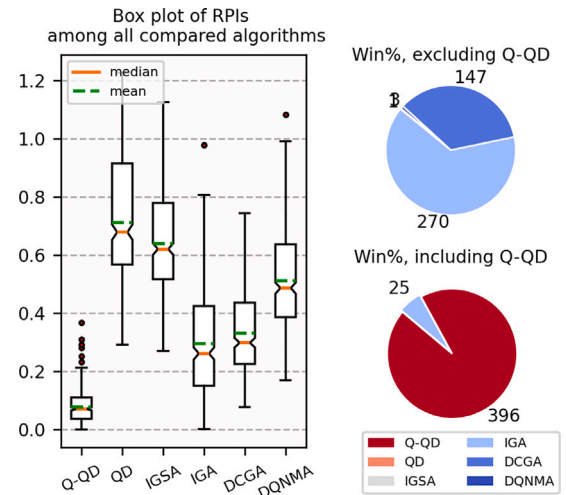 Box plot of RPIs
among all compared algorithms
median
mean
1.2
1.0
0.8
0.6
0.4
0.2
0.0
Q-QD QD IGSA IGA DCGA DQNMA
Win%, excluding Q-QD
147
1
3
270
Win%, including Q-QD
25
396
Q-QD IGA
QD DCGA
IGSA DQNMA